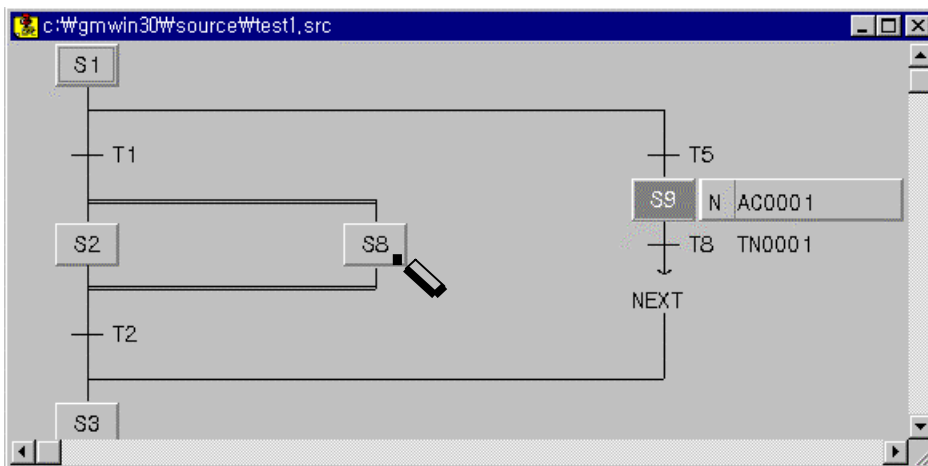 c:₩gmwin30₩source₩test1,src
S1
T1
T5
S9 N AC0001
S2
S8
T8 TN0001
NEXT
T2
S3